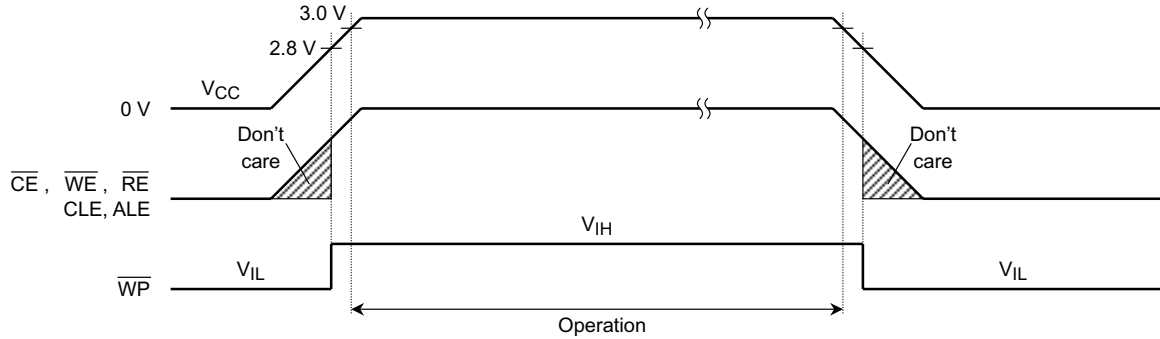 3.0 V
2.8 V
VCC
0 V
Don't
care
Don't
care
CE , WE , RE
CLE, ALE
VIH
VIL
VIL
WP
Operation